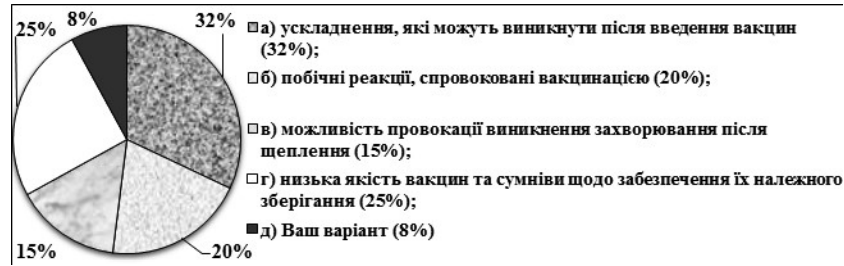 25%
8%
32%
15%
20%
а) ускладнення, які можуть виникнути після введення вакцин
(32%);
б) побічні реакції, спровоковані вакцинацією (20%);
в) можливість провокації виникнення захворювання після
щеплення (15%);
г) низька якість вакцин та сумніви щодо забезпечення їх належного
зберігання (25%);
д) Ваш варіант (8%)